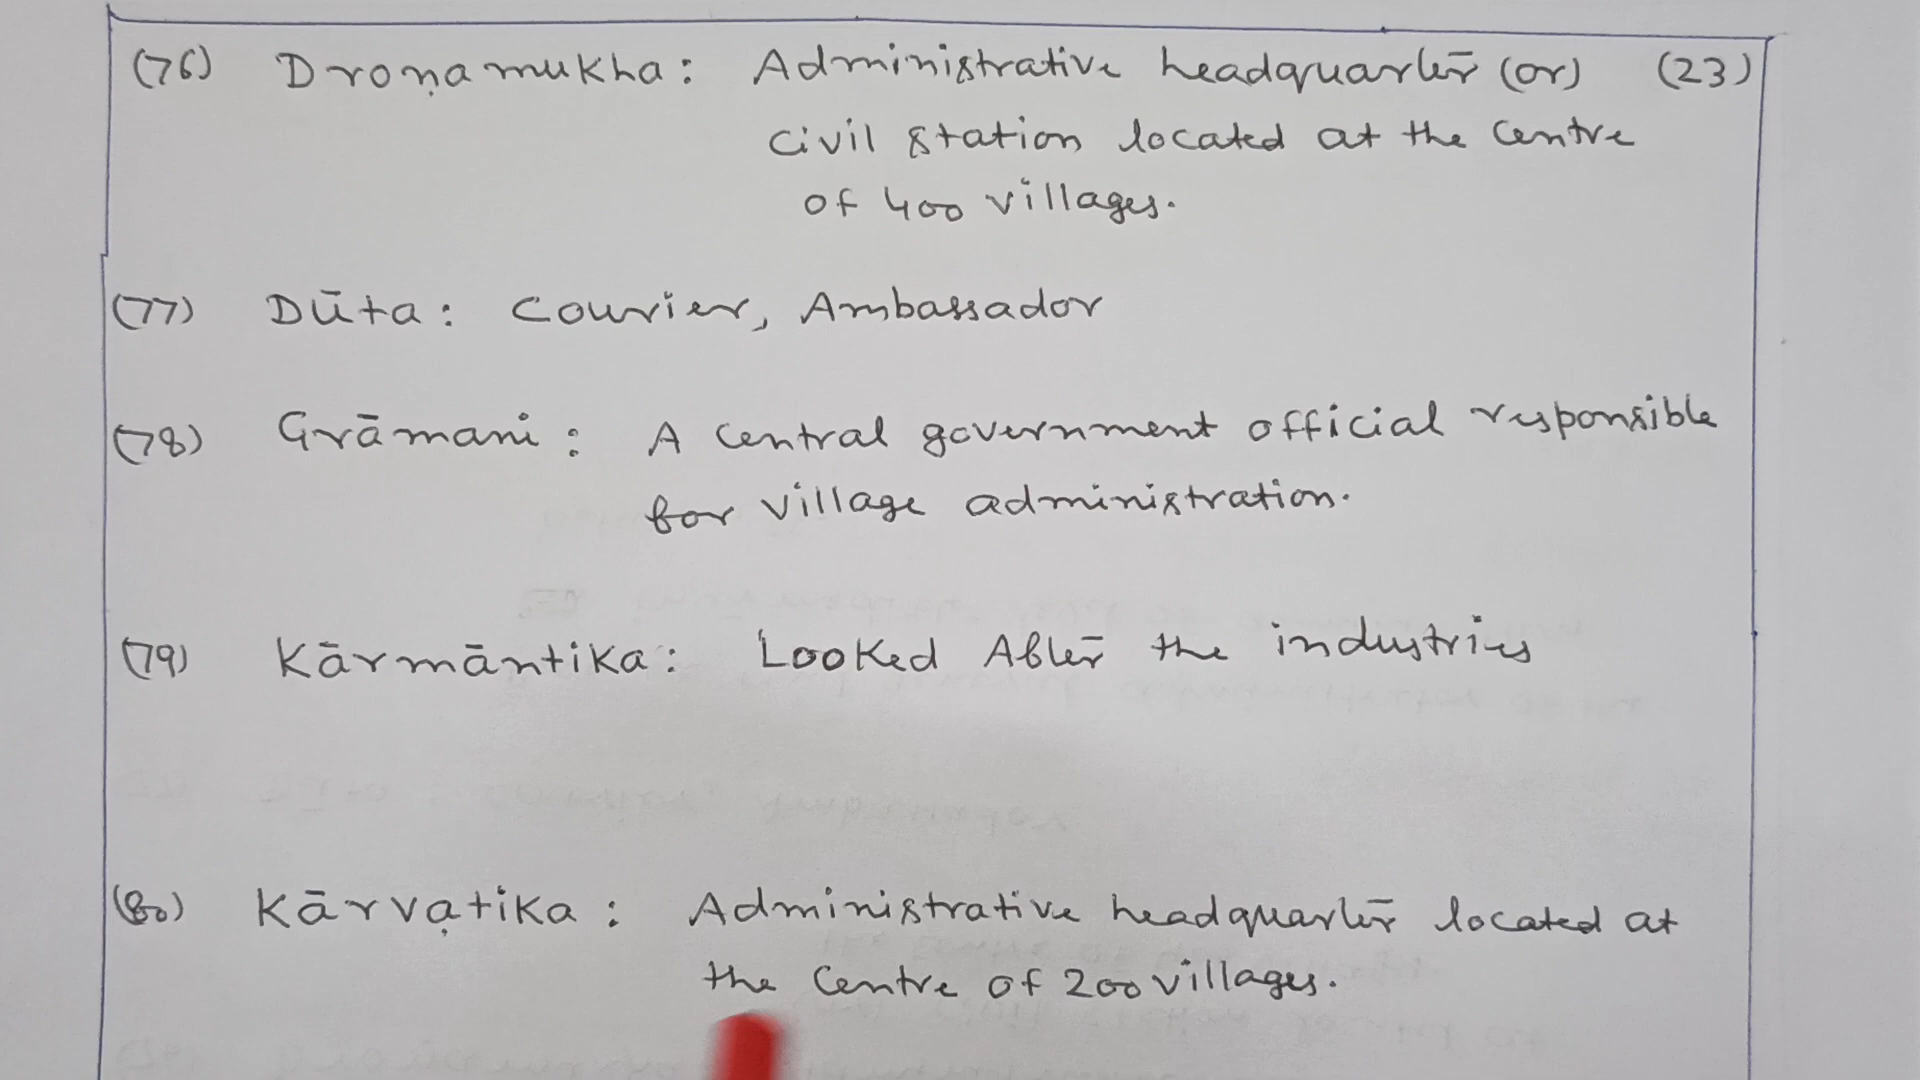 (76) Droṇamukha: Administrative headquarter (or) (23)
Civil station located at the Centre
of 400 villages.
(77) Dūta: Courier, Ambassador
(78) Grāmani: A Central government official responsible
for village administration.
(79) Kārmāntika: Looked After the industries
(80) Kārvạtika: Administrative headquarter located at
the Centre of 200 villages.